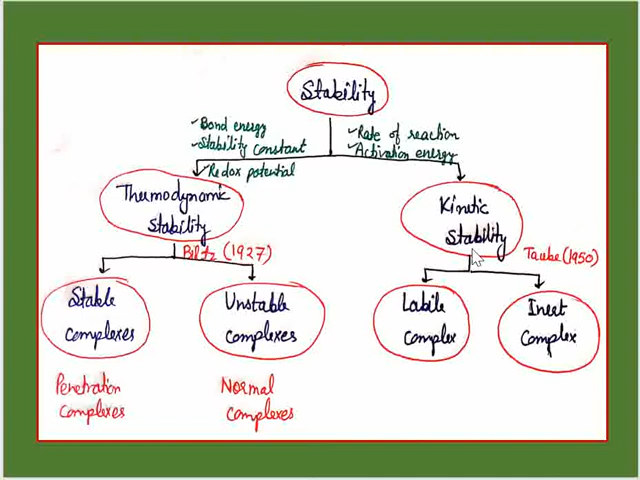 Stability
✓Bond energy
✓Stability constant
✓Redox potential
✓Rate of reaction
✓Activation energy
Thermodynamic
Stability
Biltz (1927)
Kinetic
Stability
Taube (1950)
Stable
Complexes
Unstable
Complexes
Labile
Complex
Inert
Complex
Penetration
Complexes
Normal
Complexes